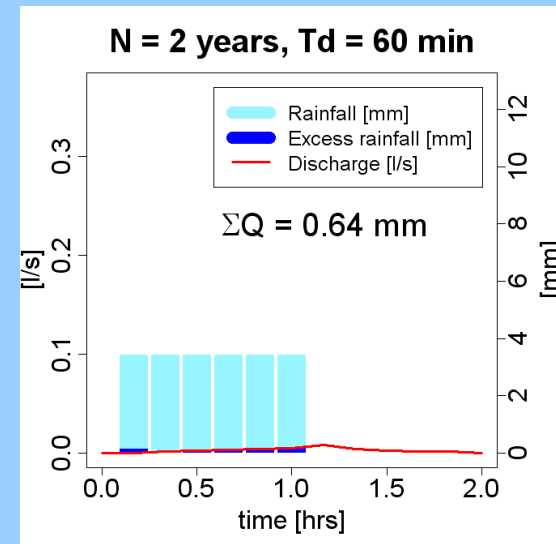 N = 2 years, Td = 60 min
Rainfall [mm]
Excess rainfall [mm]
Discharge [l/s]
ΣQ = 0.64 mm
[l/s]
0.0 0.1 0.2 0.3
[mm]
0 2 4 6 8 10 12
0.0 0.5 1.0 1.5 2.0
time [hrs]